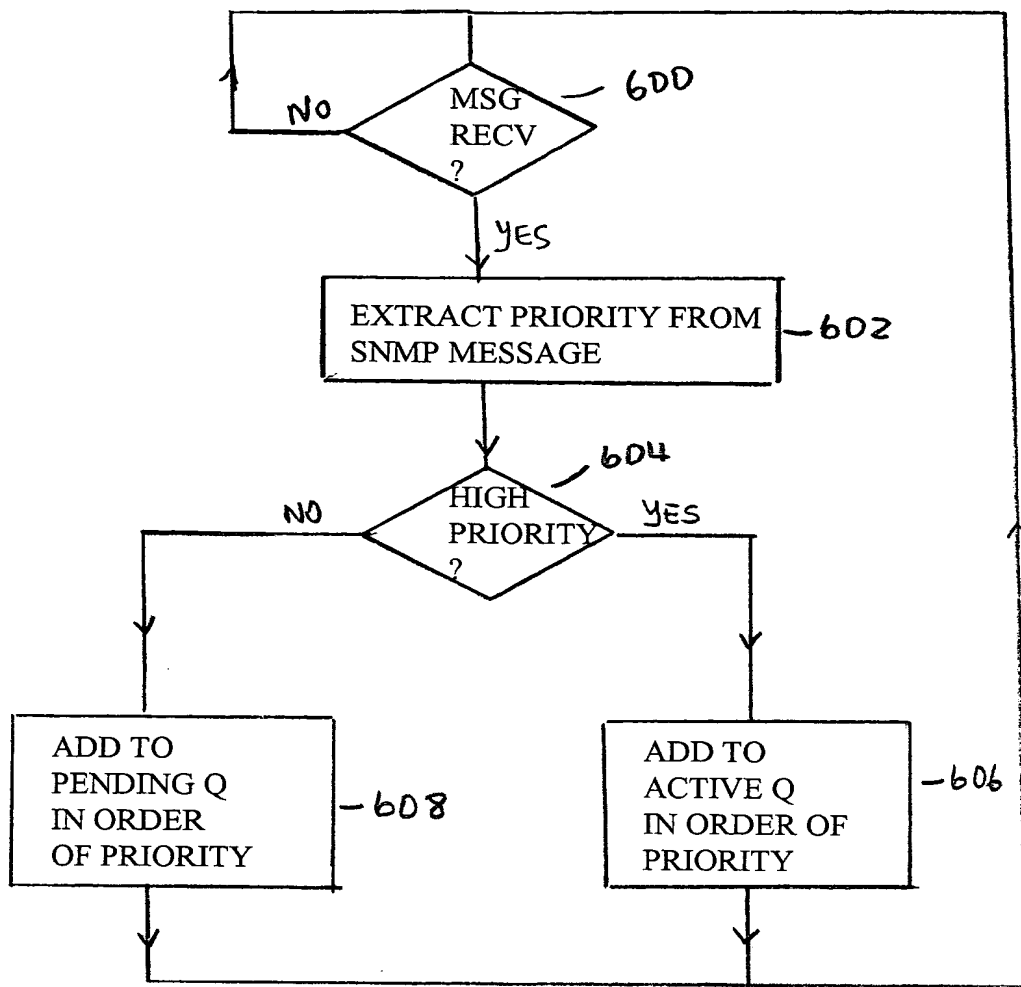 600
MSG
RECV
?
NO
YES
EXTRACT PRIORITY FROM
SNMP MESSAGE
602
604
HIGH
PRIORITY
?
NO
YES
ADD TO
PENDING Q
IN ORDER
OF PRIORITY
608
ADD TO
ACTIVE Q
IN ORDER OF
PRIORITY
606